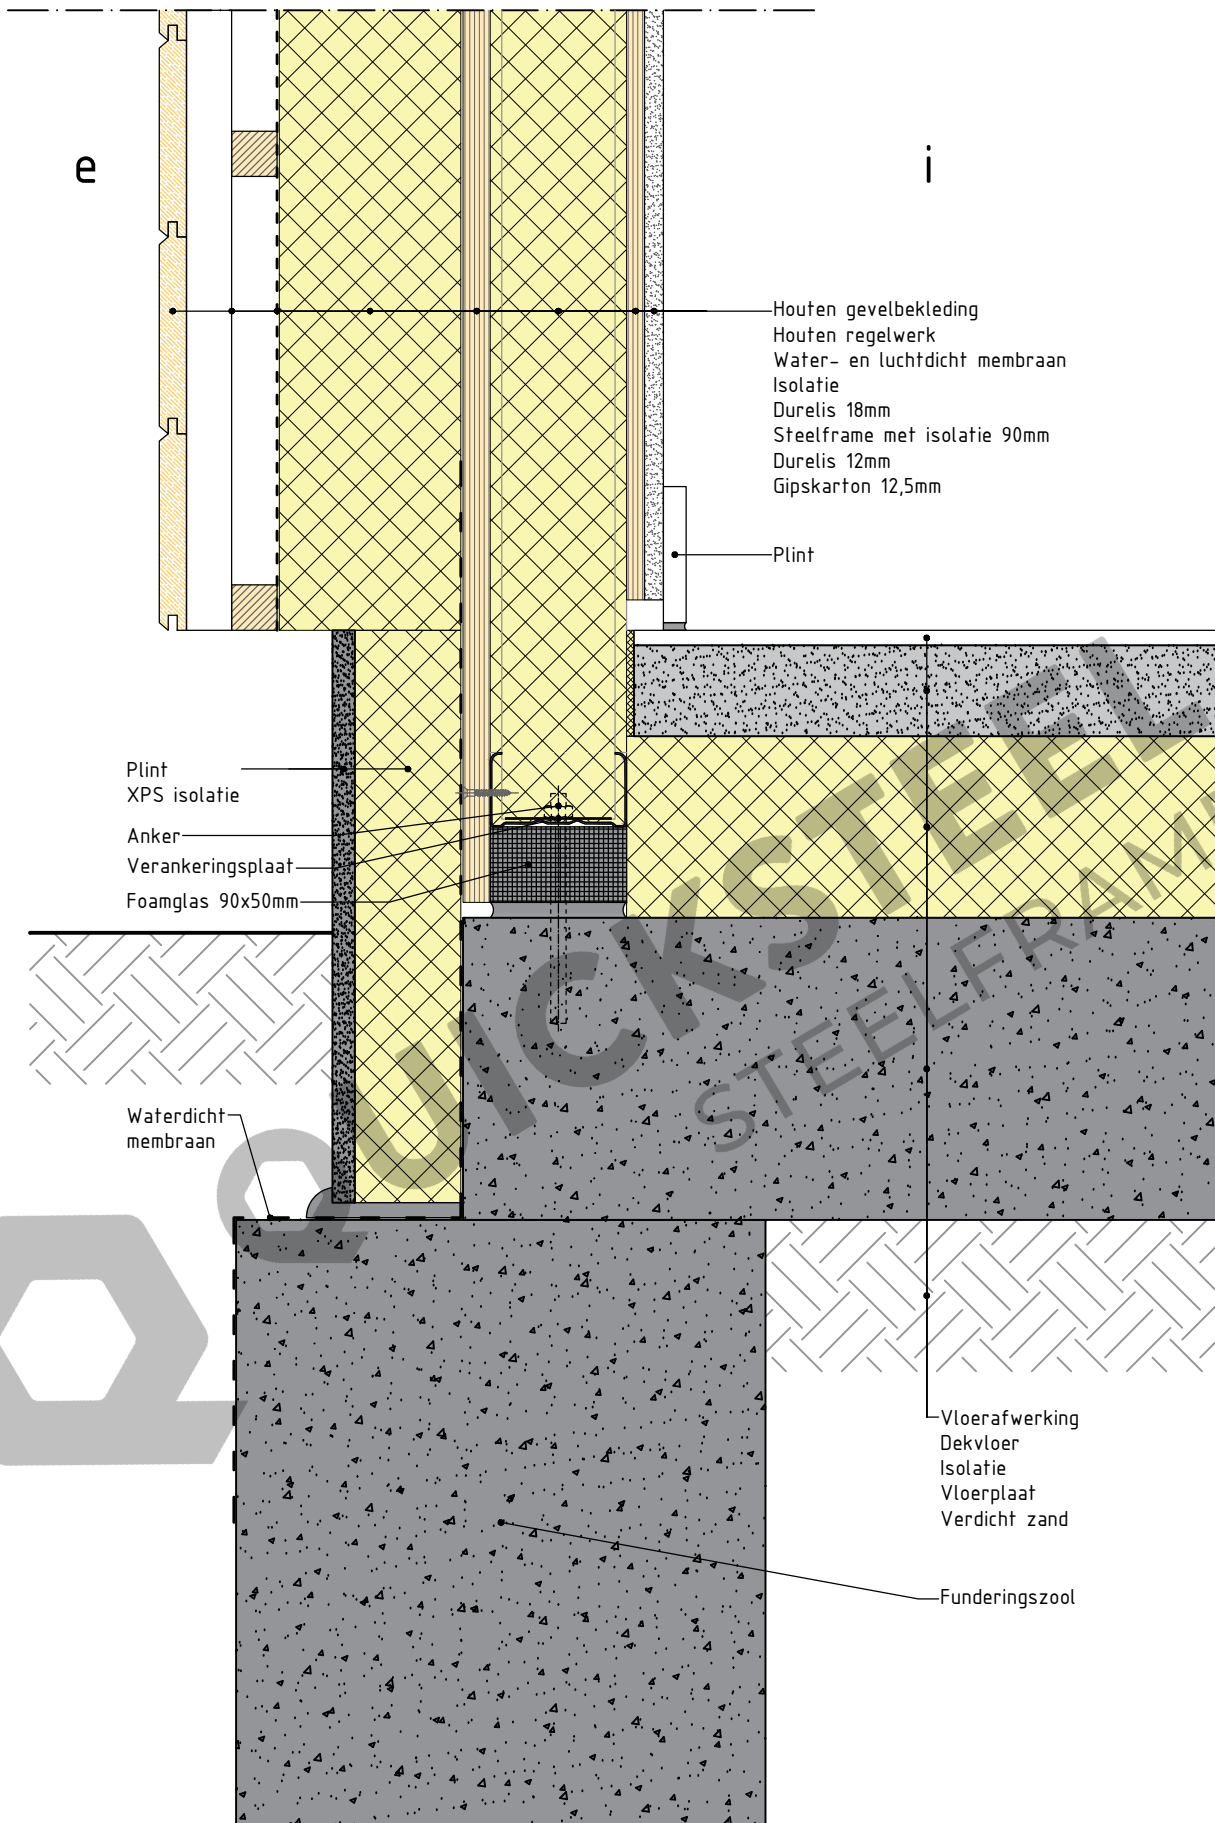 e
i
Houten gevelbekleding
Houten regelwerk
Water- en luchtdicht membraan
Isolatie
Durelis 18mm
Steelframe met isolatie 90mm
Durelis 12mm
Gipskarton 12,5mm
Plint
Plint
XPS isolatie
Anker
Verankeringsplaat
Foamglas 90x50mm
Waterdicht
membraan
QUICKSTEEL
STEELFRAM
Vloerafwerking
Dekvloer
Isolatie
Vloerplaat
Verdicht zand
Funderingszool